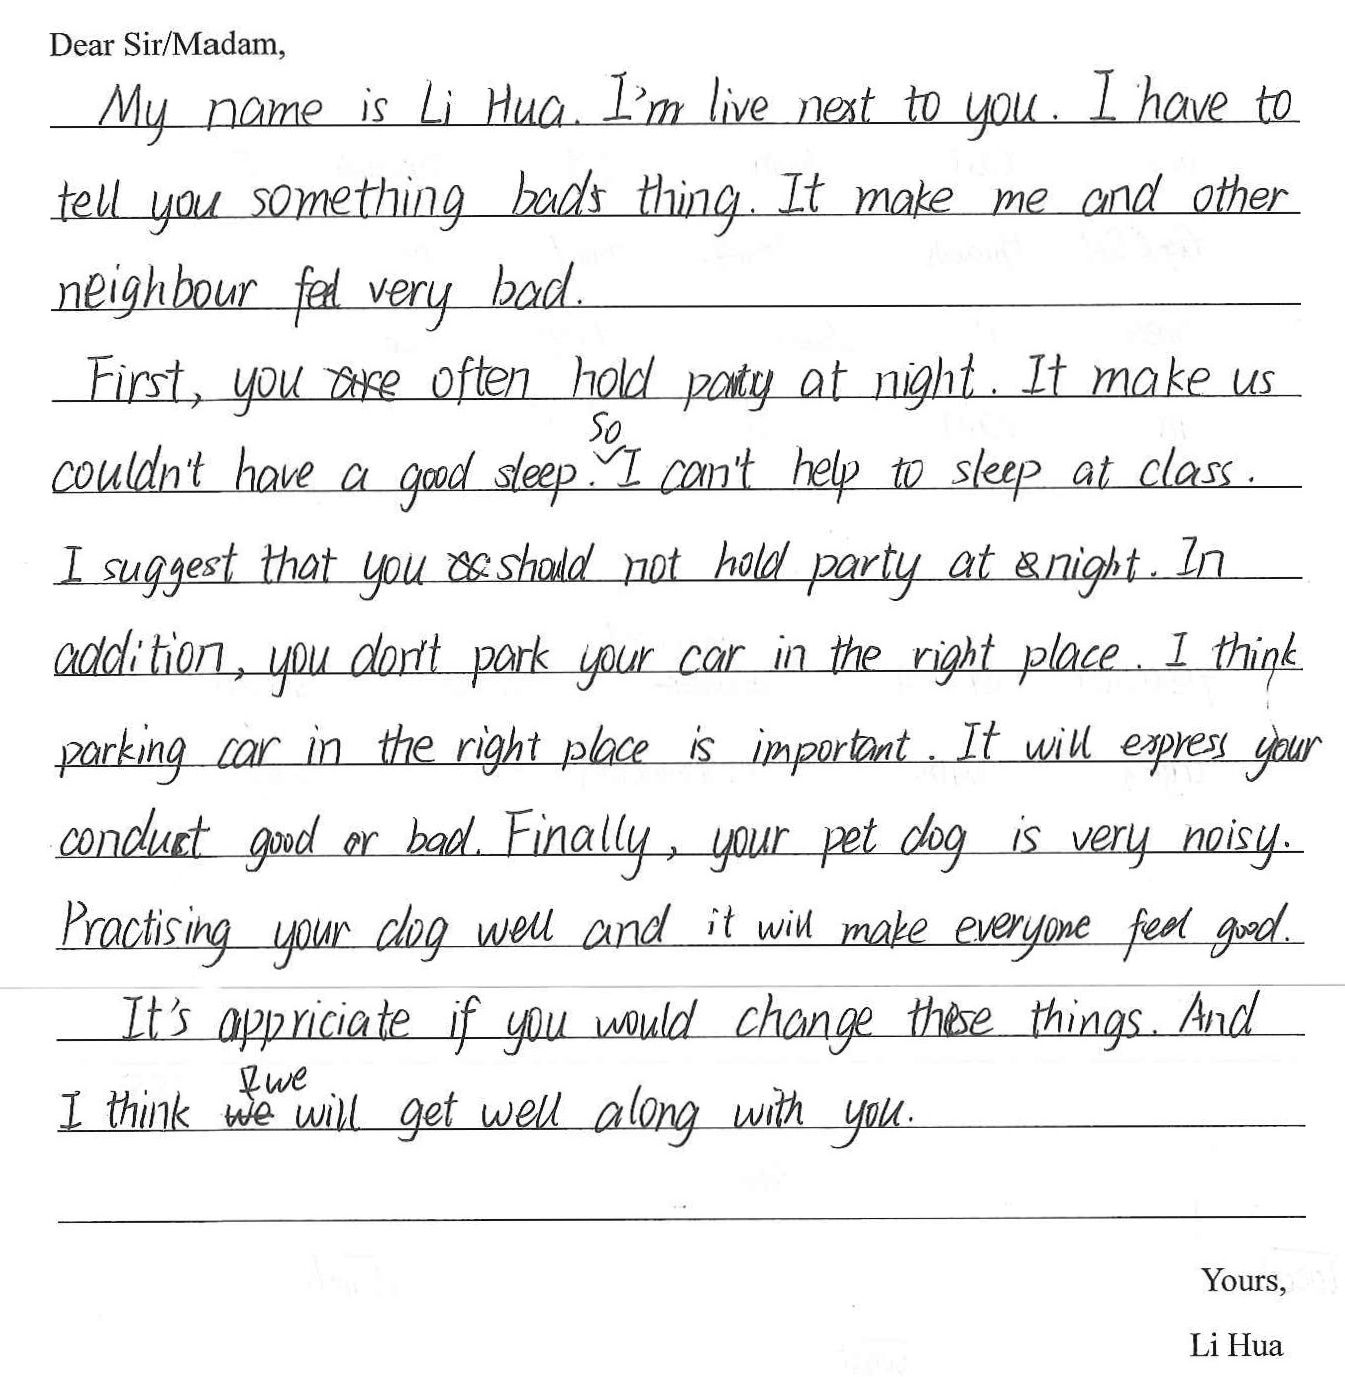 Dear Sir/Madam,
My name is Li Hua. I'm live next to you. I have to
tell you something bads thing. It make me and other
neighbour feel very bad.
First, you are often hold party at night. It make us
couldn't have a good sleep. So I can't help to sleep at class.
I suggest that you should not hold party at night. In
addition, you don't park your car in the right place. I think
parking car in the right place is important. It will express your
conduct good or bad. Finally, your pet dog is very noisy.
Practising your dog well and it will make everyone feel good.
It's appriciate if you would change these things. And
I think we will get well along with you.
Yours,
Li Hua